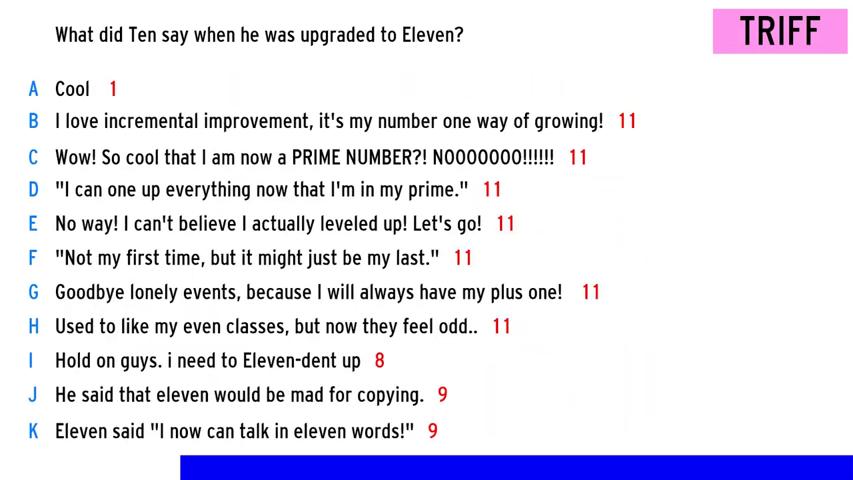 What did Ten say when he was upgraded to Eleven?
TRIFF
A Cool 1
B I love incremental improvement, it's my number one way of growing! 11
C Wow! So cool that I am now a PRIME NUMBER?! NOOOOOOO!!!!!! 11
D "I can one up everything now that I'm in my prime." 11
E No way! I can't believe I actually leveled up! Let's go! 11
F "Not my first time, but it might just be my last." 11
G Goodbye lonely events, because I will always have my plus one! 11
H Used to like my even classes, but now they feel odd.. 11
I Hold on guys. i need to Eleven-dent up 8
J He said that eleven would be mad for copying. 9
K Eleven said "I now can talk in eleven words!" 9